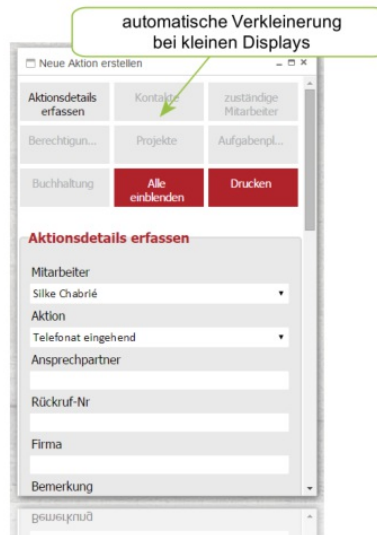 automatische Verkleinerung
bei kleinen Displays
Neue Aktion erstellen
Aktionsdetails
erfassen
Kontakte
zuständige
Mitarbeiter
Berechtigun...
Projekte
Aufgabenpl...
Buchhaltung
Alle
einblenden
Drucken
Aktionsdetails erfassen
Mitarbeiter
Silke Chabrié
Aktion
Telefonat eingehend
Ansprechpartner
Rückruf-Nr
Firma
Bemerkung